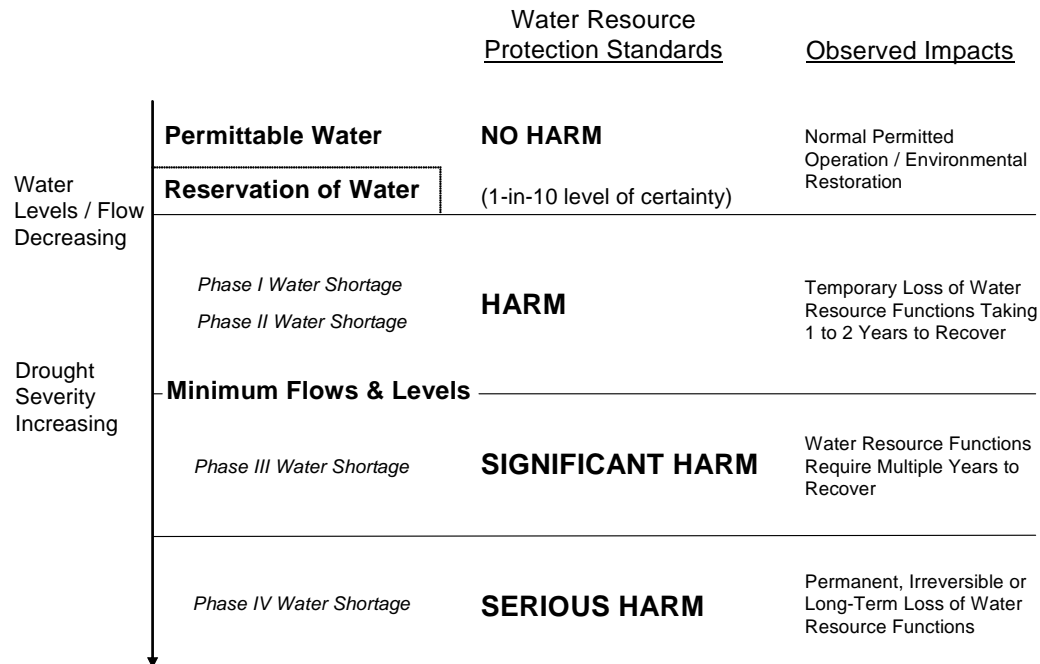 Water Resource
Protection Standards
Observed Impacts
Permittable Water
NO HARM
Normal Permitted
Operation / Environmental
Restoration
Reservation of Water
(1-in-10 level of certainty)
Water
Levels / Flow
Decreasing
Phase I Water Shortage
Phase II Water Shortage
HARM
Temporary Loss of Water
Resource Functions Taking
1 to 2 Years to Recover
Drought
Severity
Increasing
Minimum Flows & Levels
Phase III Water Shortage
SIGNIFICANT HARM
Water Resource Functions
Require Multiple Years to
Recover
Phase IV Water Shortage
SERIOUS HARM
Permanent, Irreversible or
Long-Term Loss of Water
Resource Functions